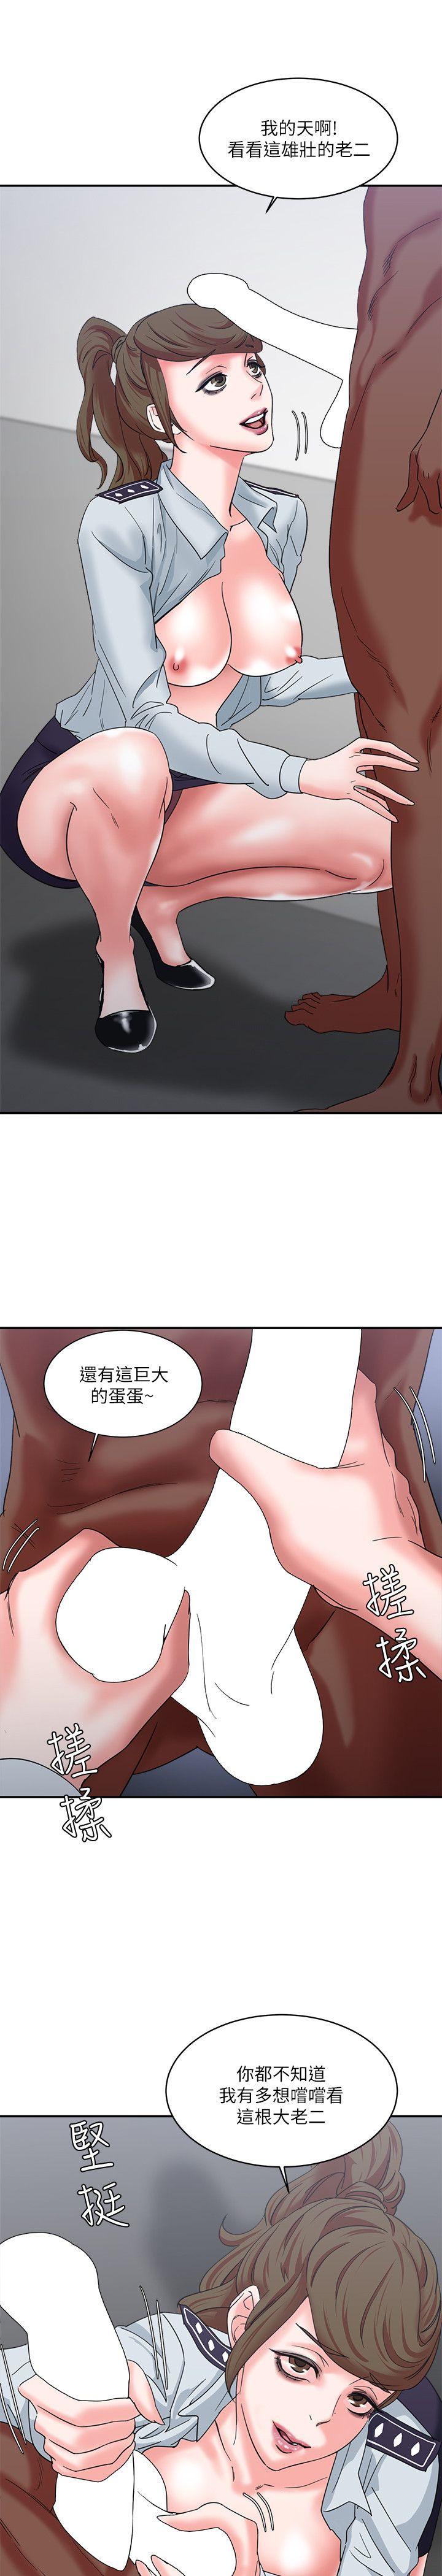 我的天啊!
看看這雄壯的老二
還有這巨大
的蛋蛋~
搓
揉
搓
揉
你都不知道
我有多想嚐嚐看
這根大老二
堅
挺